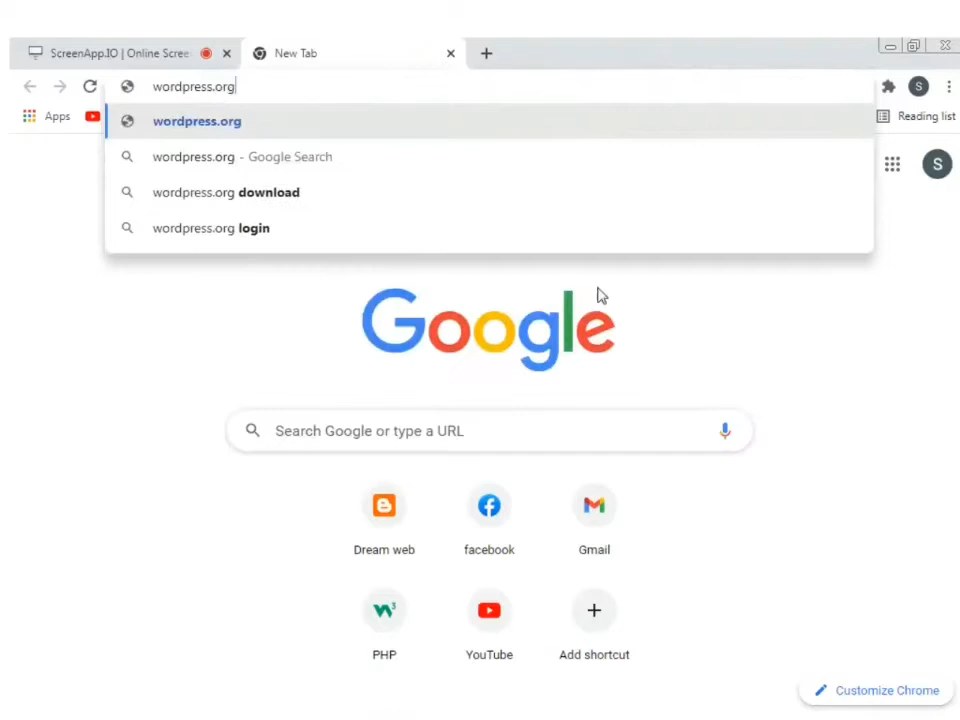 ScreenApp.IO | Online Scree
New Tab
wordpress.org
Apps
Reading list
wordpress.org
wordpress.org - Google Search
wordpress.org download
wordpress.org login
S
S
Google
Search Google or type a URL
Dream web
facebook
Gmail
W3
PHP
YouTube
Add shortcut
Customize Chrome